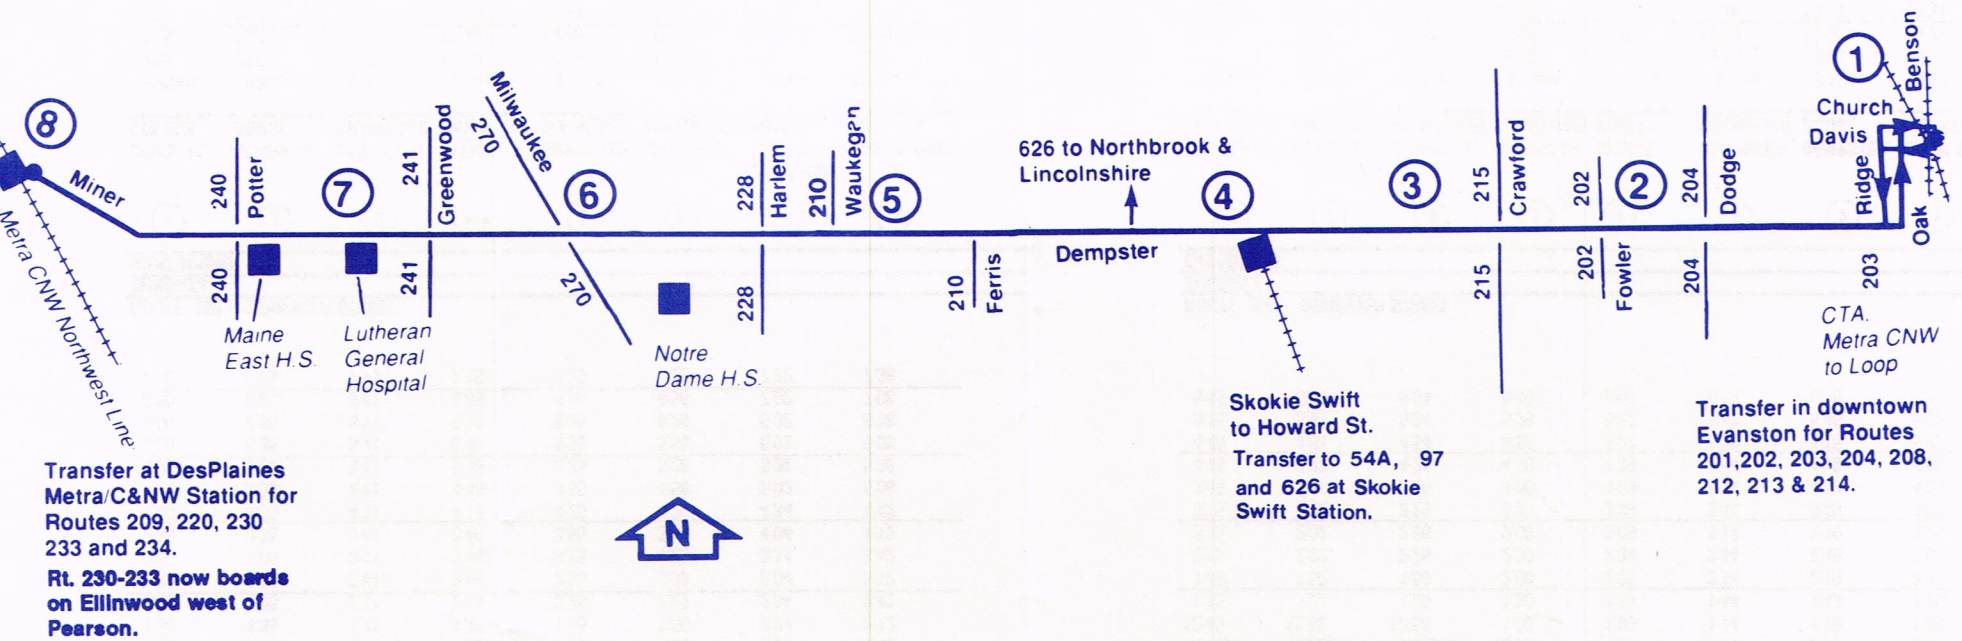 8
Miner
Metra CNW Northwest Line
240
Potter
240
Maine
East H.S.
7
Lutheran
General
Hospital
241
Greenwood
241
Milwaukee
270
270
6
Notre
Dame H.S.
228
Harlem
228
210
Waukegan
5
210
Ferris
626 to Northbrook &
Lincolnshire
Dempster
4
Skokie Swift
to Howard St.
Transfer to 54A, 97
and 626 at Skokie
Swift Station.
3
215
Crawford
215
202
202
Fowler
2
204
Dodge
204
1
Benson
Church
Davis
Ridge
Oak
203
CTA.
Metra CNW
to Loop
Transfer in downtown
Evanston for Routes
201,202, 203, 204, 208,
212, 213 & 214.
Transfer at DesPlaines
Metra/C&NW Station for
Routes 209, 220, 230
233 and 234.
Rt. 230-233 now boards
on Ellinwood west of
Pearson.
N